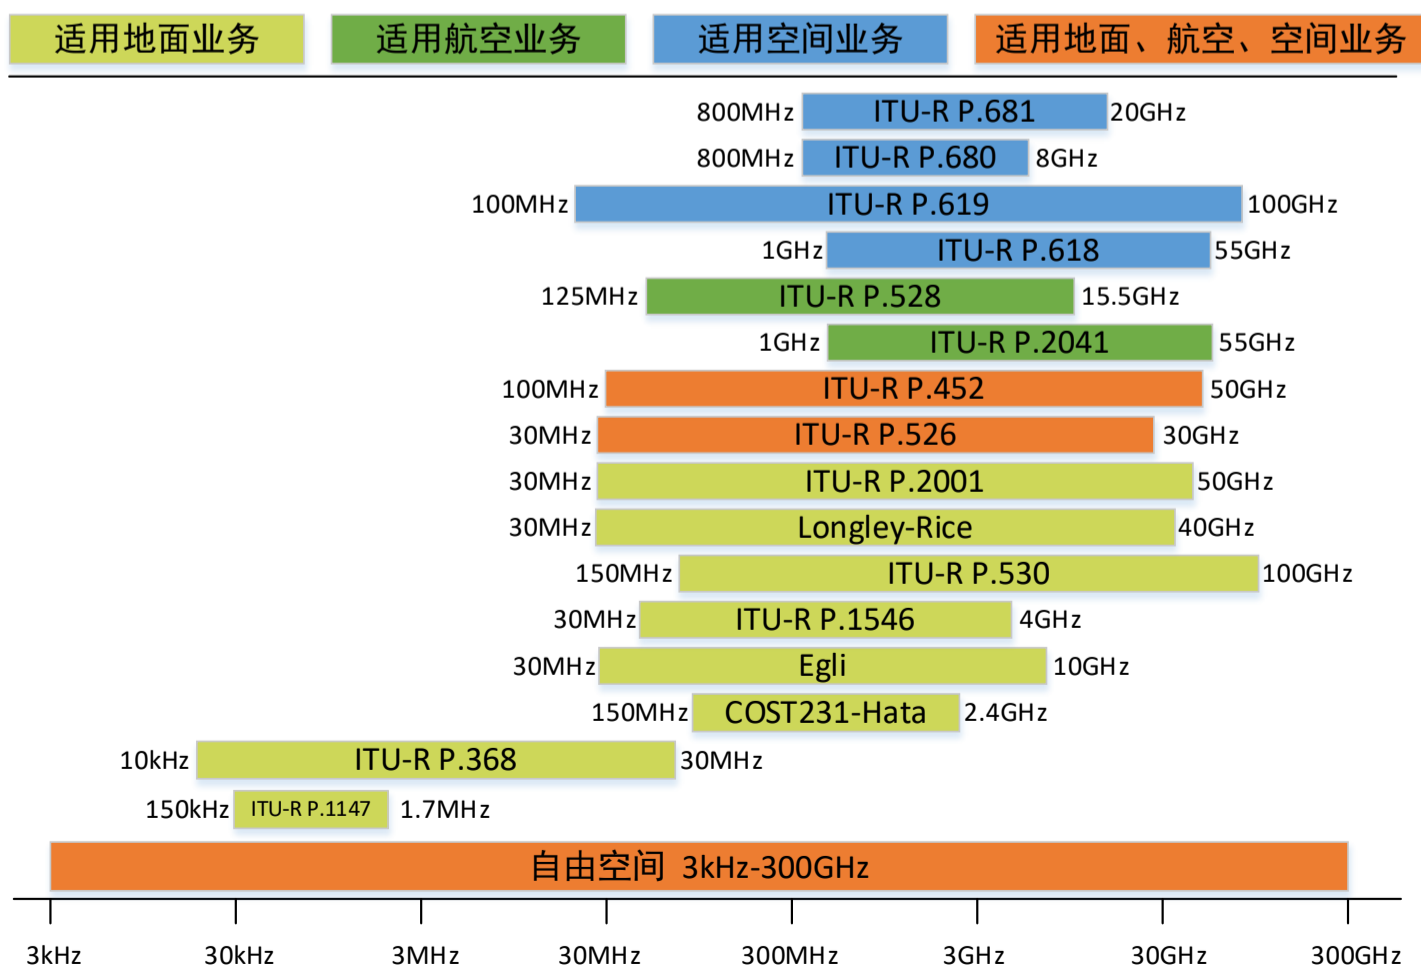 适用地面业务 适用航空业务 适用空间业务 适用地面、航空、空间业务
800MHz ITU-R P.681 20GHz
800MHz ITU-R P.680 8GHz
100MHz ITU-R P.619 100GHz
1GHz ITU-R P.618 55GHz
125MHz ITU-R P.528 15.5GHz
1GHz ITU-R P.2041 55GHz
100MHz ITU-R P.452 50GHz
30MHz ITU-R P.526 30GHz
30MHz ITU-R P.2001 50GHz
30MHz Longley-Rice 40GHz
150MHz ITU-R P.530 100GHz
30MHz ITU-R P.1546 4GHz
30MHz Egli 10GHz
150MHz COST231-Hata 2.4GHz
10kHz ITU-R P.368 30MHz
150kHz ITU-R P.1147 1.7MHz
自由空间 3kHz-300GHz
3kHz 30kHz 3MHz 30MHz 300MHz 3GHz 30GHz 300GHz